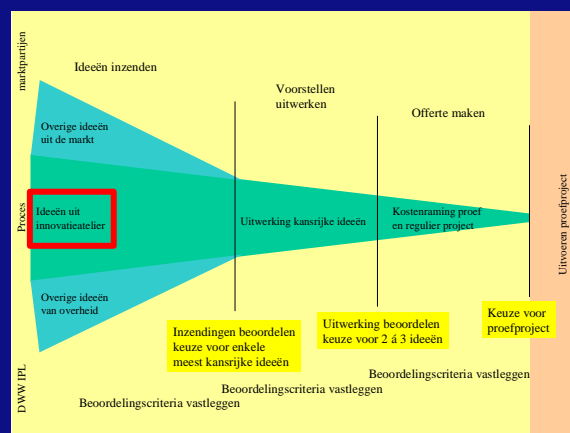 marktpartijen
Ideeën inzenden
Voorstellen
uitwerken
Offerte maken
Overige ideeën
uit de markt
Proces
Ideeën uit
innovatieatelier
Uitwerking kansrijke ideeën
Kostenraming proef
en regulier project
Uitvoeren proefproject
Overige ideeën
van overheid
Inzendingen beoordelen
keuze voor enkele
meest kansrijke ideeën
Uitwerking beoordelen
keuze voor 2 á 3 ideeën
Keuze voor
proefproject
DWW IPL
Beoordelingscriteria vastleggen
Beoordelingscriteria vastleggen
Beoordelingscriteria vastleggen